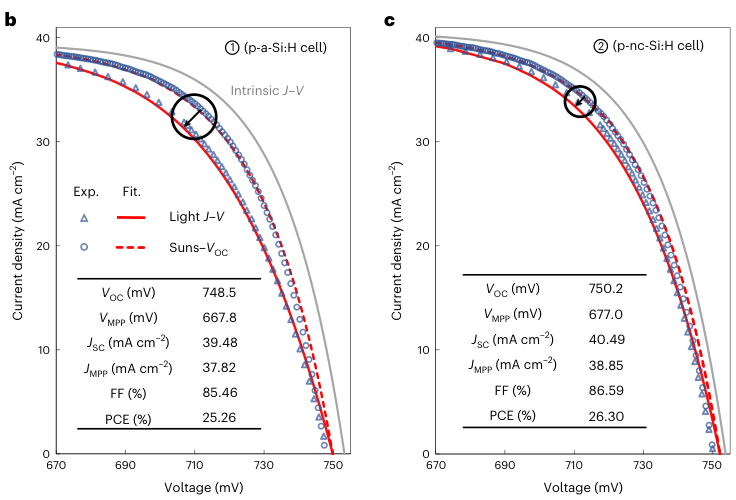 b
① (p-a-Si:H cell)
Intrinsic J–V
Exp. Fit.
Light J–V
Suns–VOC
VOC (mV) 748.5
VMPP (mV) 667.8
JSC (mA cm−2) 39.48
JMPP (mA cm−2) 37.82
FF (%) 85.46
PCE (%) 25.26
Current density (mA cm−2)
40
30
20
10
0
670 690 710 730 750
Voltage (mV)
c
② (p-nc-Si:H cell)
VOC (mV) 750.2
VMPP (mV) 677.0
JSC (mA cm−2) 40.49
JMPP (mA cm−2) 38.85
FF (%) 86.59
PCE (%) 26.30
Current density (mA cm−2)
40
30
20
10
0
670 690 710 730 750
Voltage (mV)